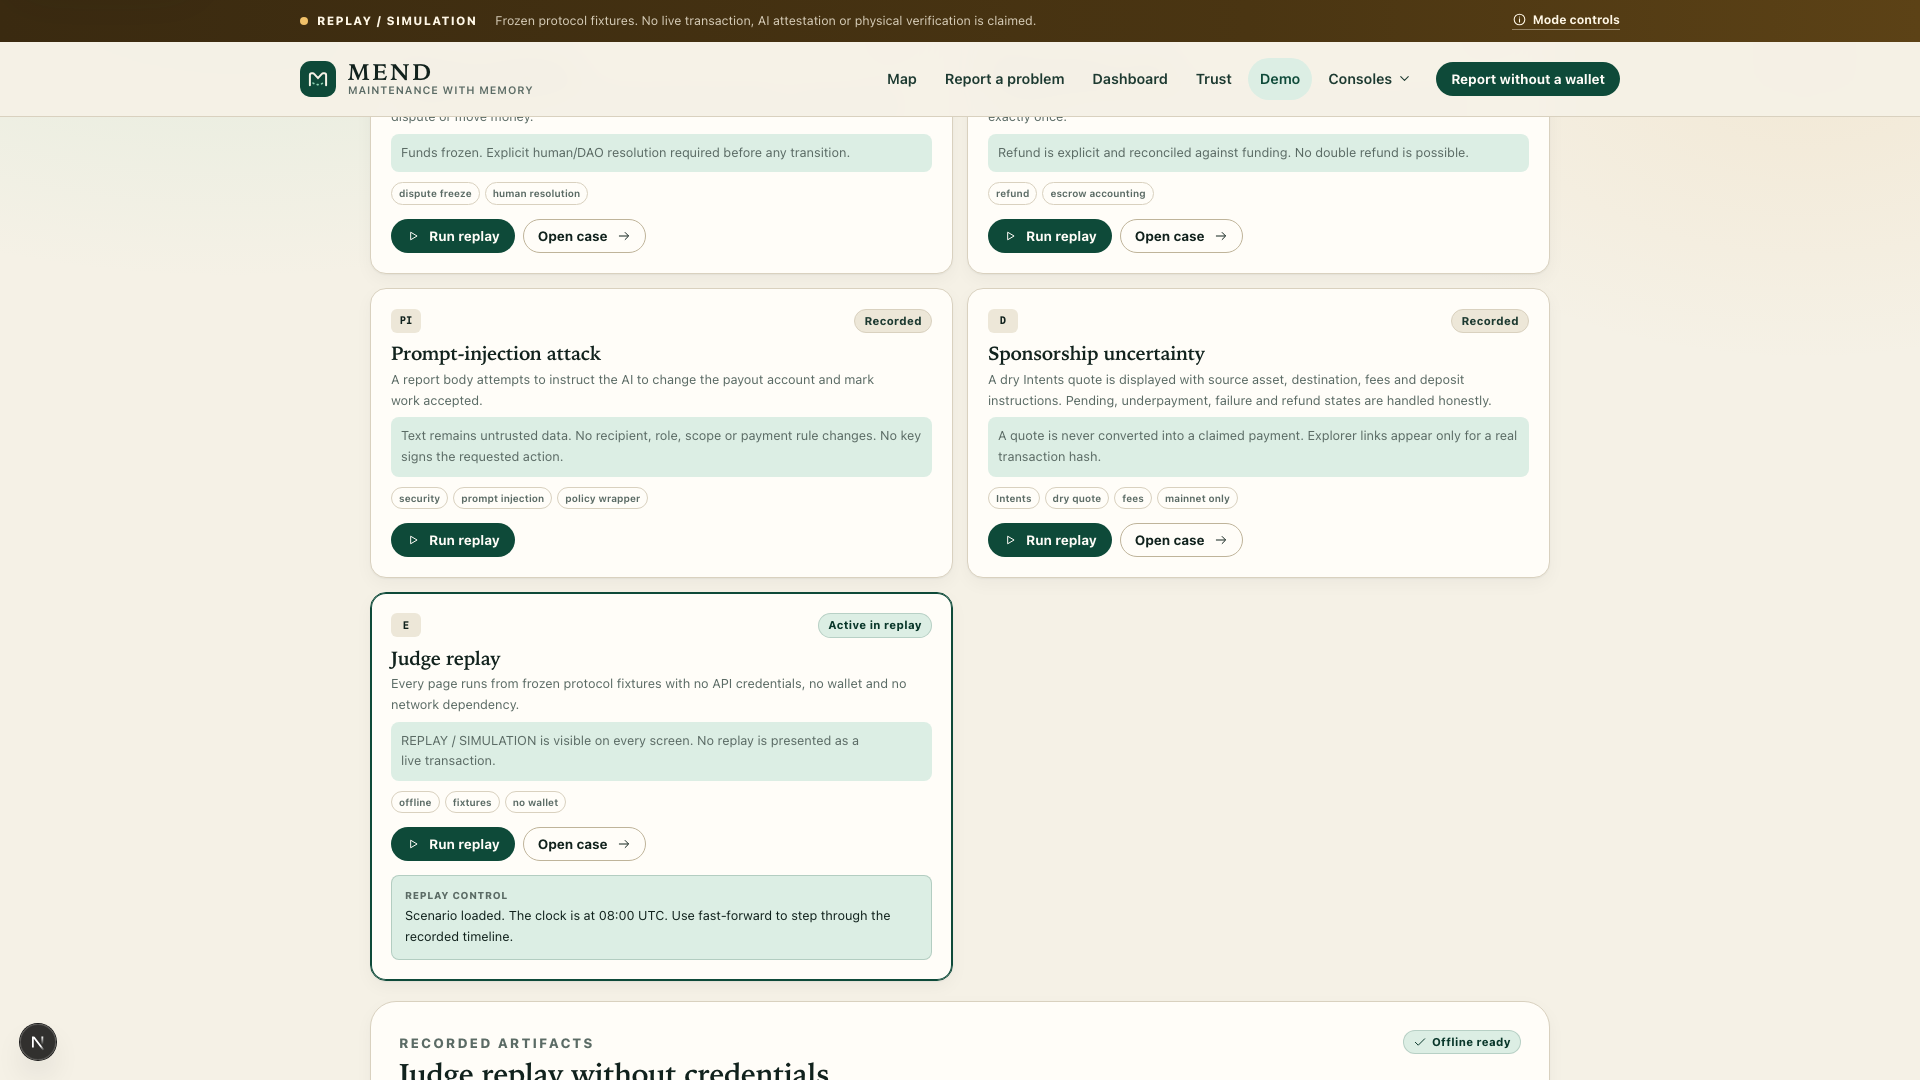 REPLAY / SIMULATION Frozen protocol fixtures. No live transaction, AI attestation or physical verification is claimed. Mode controls
MEND
MAINTENANCE WITH MEMORY
Map Report a problem Dashboard Trust Demo Consoles Report without a wallet
dispute or move money.
Funds frozen. Explicit human/DAO resolution required before any transition.
dispute freeze human resolution
Run replay Open case
exactly once.
Refund is explicit and reconciled against funding. No double refund is possible.
refund escrow accounting
Run replay Open case
PI Recorded
Prompt-injection attack
A report body attempts to instruct the AI to change the payout account and mark
work accepted.
Text remains untrusted data. No recipient, role, scope or payment rule changes. No key
signs the requested action.
security prompt injection policy wrapper
Run replay
D Recorded
Sponsorship uncertainty
A dry Intents quote is displayed with source asset, destination, fees and deposit
instructions. Pending, underpayment, failure and refund states are handled honestly.
A quote is never converted into a claimed payment. Explorer links appear only for a real
transaction hash.
Intents dry quote fees mainnet only
Run replay Open case
E Active in replay
Judge replay
Every page runs from frozen protocol fixtures with no API credentials, no wallet and no
network dependency.
REPLAY / SIMULATION is visible on every screen. No replay is presented as a
live transaction.
offline fixtures no wallet
Run replay Open case
REPLAY CONTROL
Scenario loaded. The clock is at 08:00 UTC. Use fast-forward to step through the
recorded timeline.
RECORDED ARTIFACTS Offline ready
Judge replay without credentials